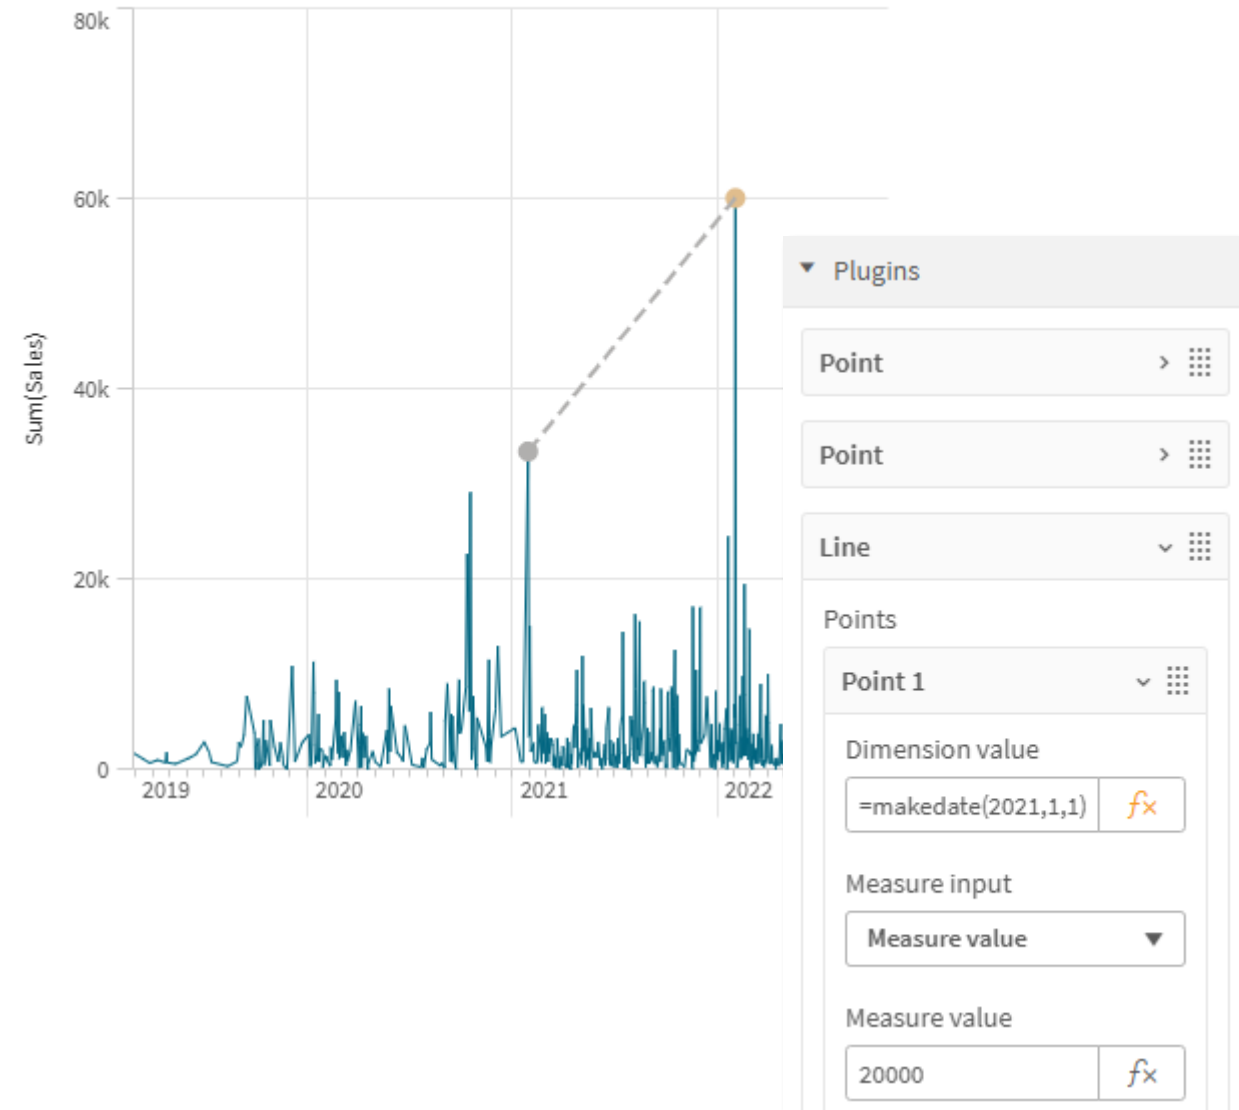 80k
60k
40k
20k
0
Sum(Sales)
2019
2020
2021
2022
Plugins
Point
Point
Line
Points
Point 1
Dimension value
=makedate(2021,1,1)
fx
Measure input
Measure value
Measure value
20000
fx